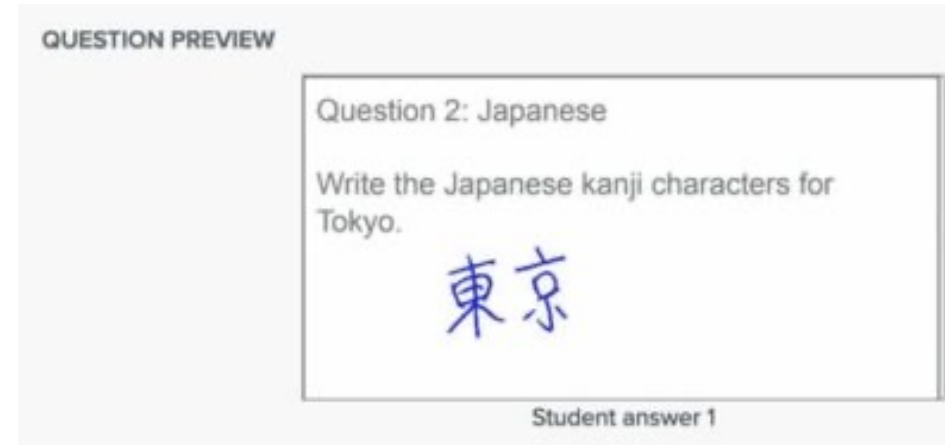 QUESTION PREVIEW
Question 2: Japanese
Write the Japanese kanji characters for
Tokyo.
東京
Student answer 1